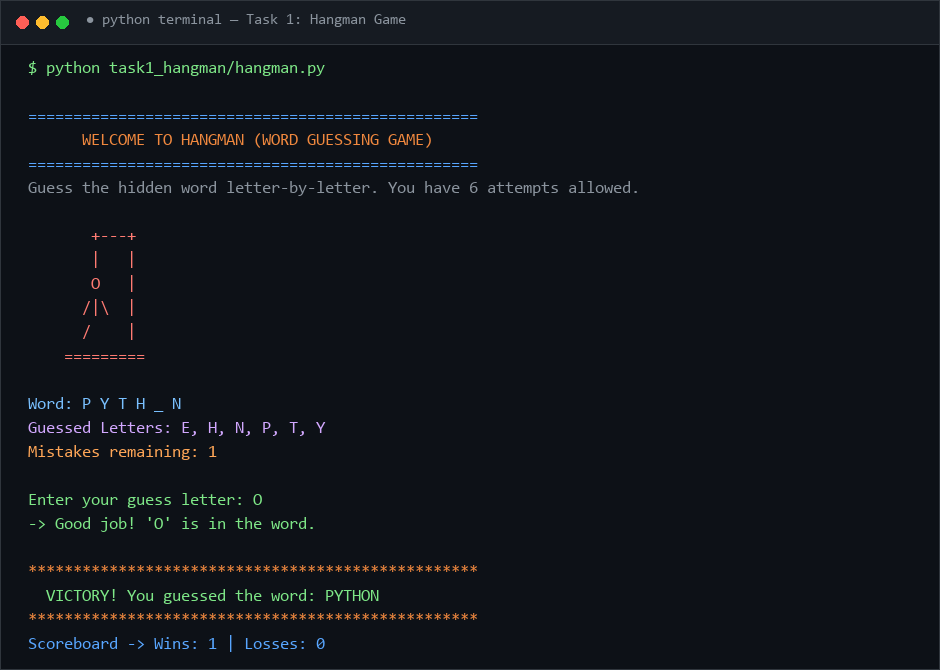 ● python terminal — Task 1: Hangman Game
$ python task1_hangman/hangman.py
==================================================
      WELCOME TO HANGMAN (WORD GUESSING GAME)
==================================================
Guess the hidden word letter-by-letter. You have 6 attempts allowed.
       +---+
       |   |
       O   |
      /|\  |
      /    |
    =========
Word: P Y T H _ N
Guessed Letters: E, H, N, P, T, Y
Mistakes remaining: 1
Enter your guess letter: O
-> Good job! 'O' is in the word.
**************************************************
  VICTORY! You guessed the word: PYTHON
**************************************************
Scoreboard -> Wins: 1 | Losses: 0